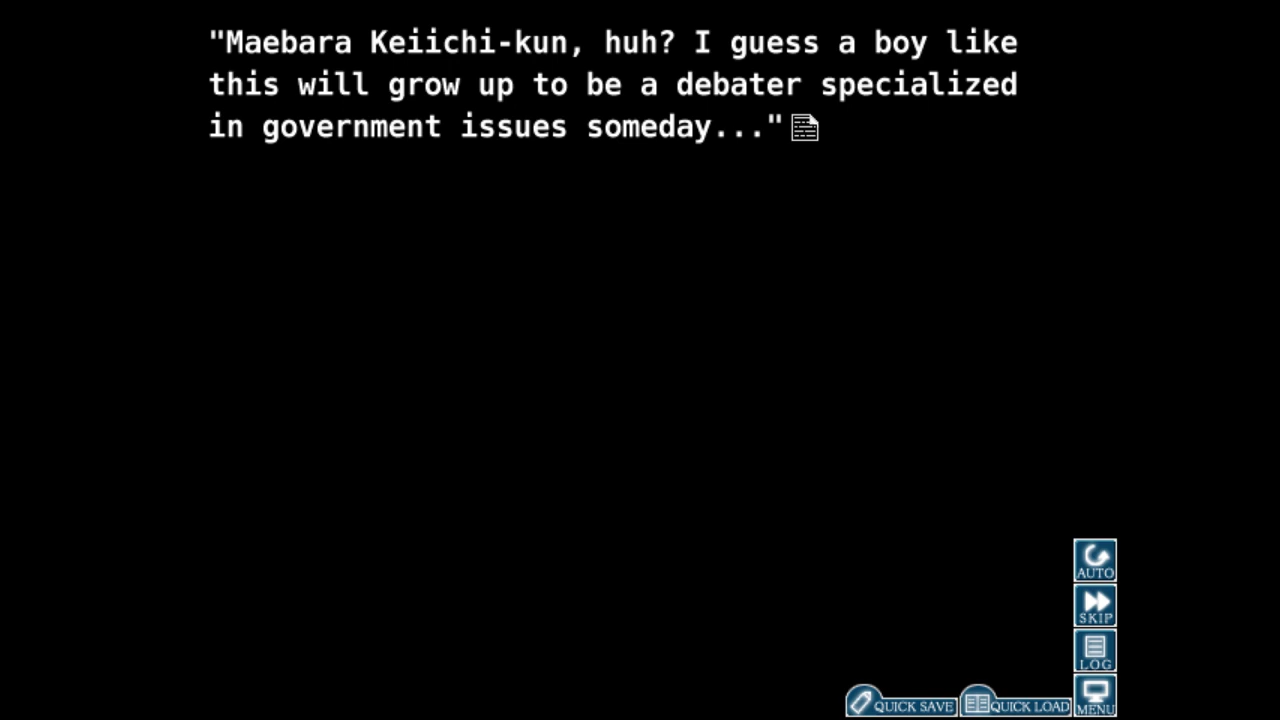 "Maebara Keiichi-kun, huh? I guess a boy like
this will grow up to be a debater specialized
in government issues someday..."
AUTO
SKIP
LOG
QUICK SAVE QUICK LOAD MENU